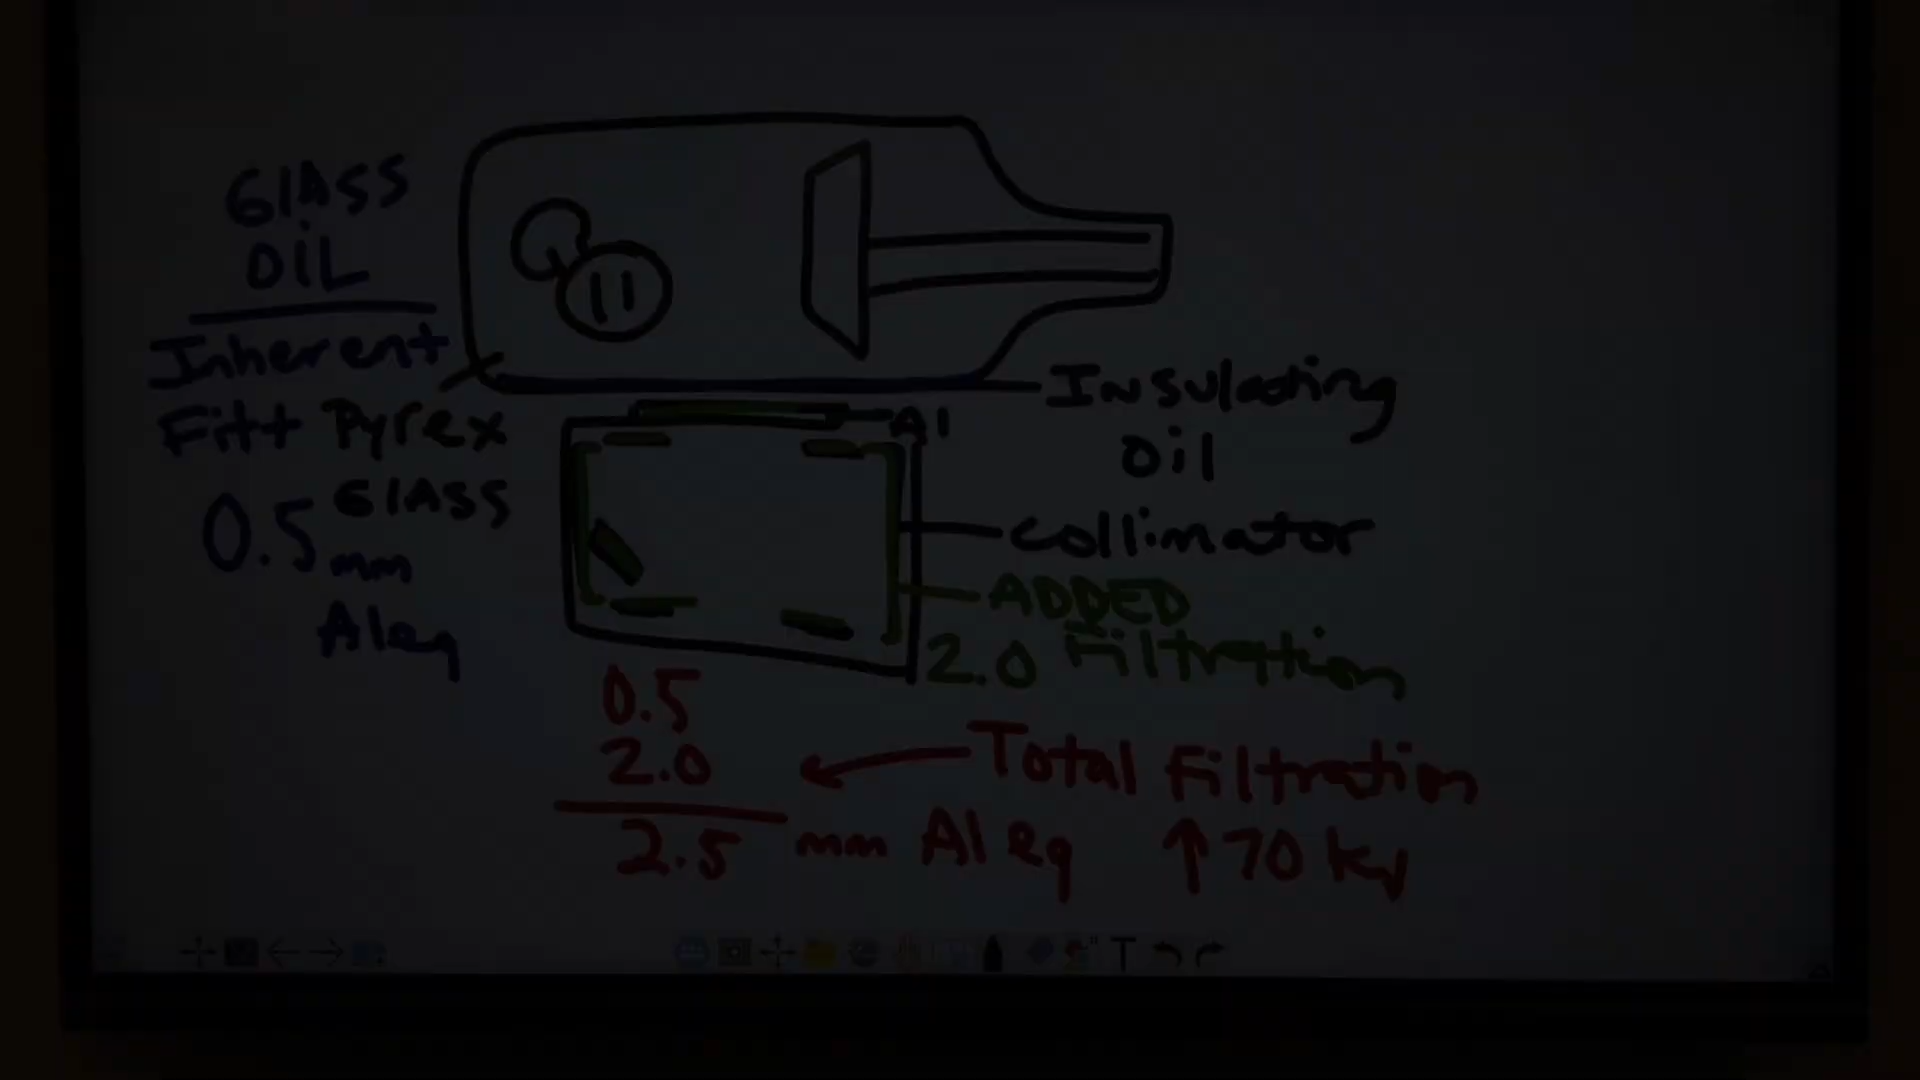 GlASS
OiL
Inherent
Filt
0.5 mm
Al eq
Pyrex
GlASS
Al
Insulating
Oil
Collimator
ADDED
2.0 Filtration
0.5
2.0
2.5 mm Al Eq
Total Filtration
↑70 kv
T